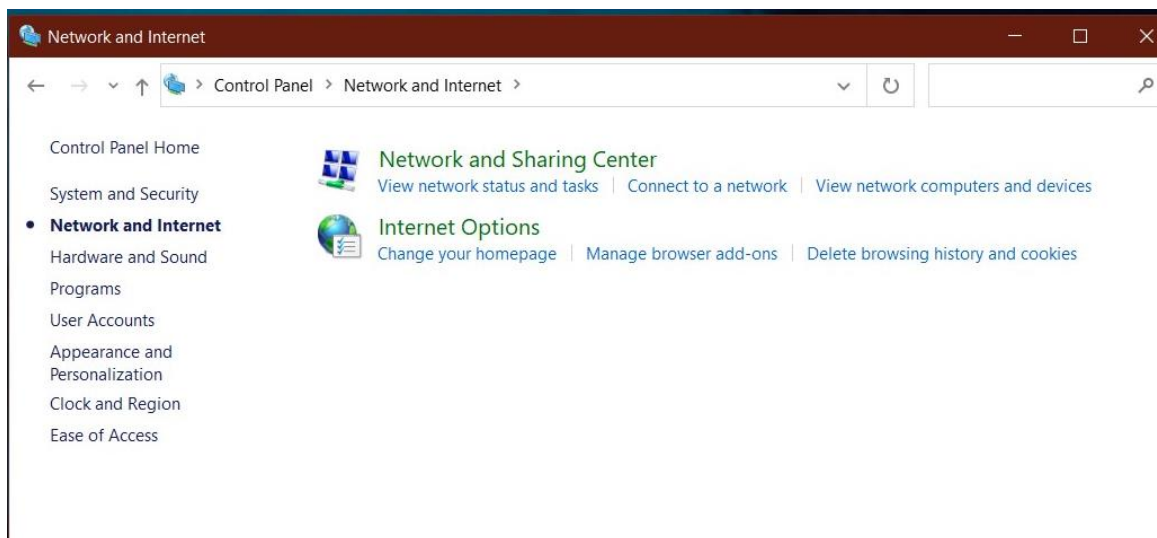 Network and Internet
Control Panel > Network and Internet >
Control Panel Home
System and Security
Network and Internet
Hardware and Sound
Programs
User Accounts
Appearance and
Personalization
Clock and Region
Ease of Access
Network and Sharing Center
View network status and tasks | Connect to a network | View network computers and devices
Internet Options
Change your homepage | Manage browser add-ons | Delete browsing history and cookies